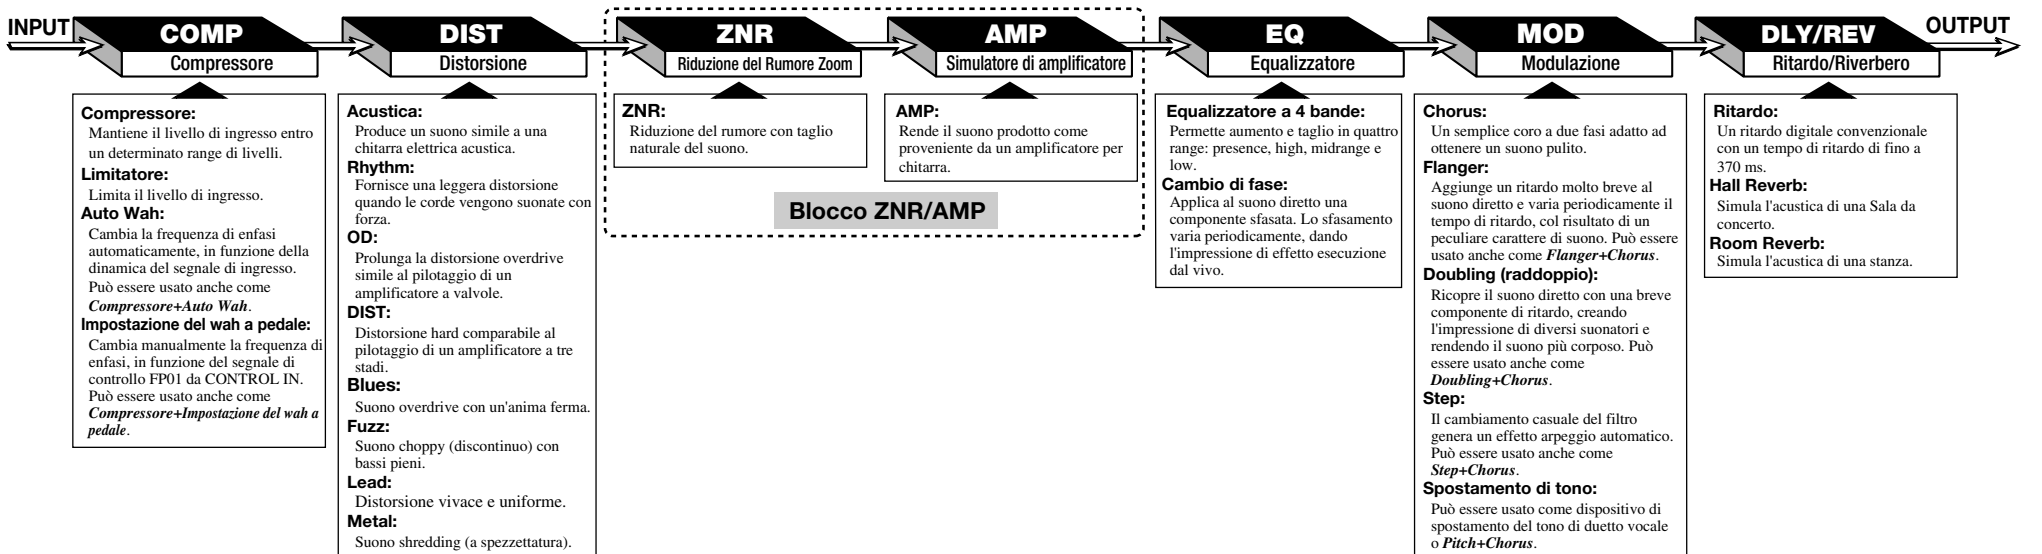 INPUT
COMP
Compressore
DIST
Distorsione
ZNR
Riduzione del Rumore Zoom
AMP
Simulatore di amplificatore
EQ
Equalizzatore
MOD
Modulazione
DLY/REV
Ritardo/Riverbero
OUTPUT
Compressore:
Mantiene il livello di ingresso entro
un determinato range di livelli.
Limitatore:
Limita il livello di ingresso.
Auto Wah:
Cambia la frequenza di enfasi
automaticamente, in funzione della
dinamica del segnale di ingresso.
Può essere usato anche come
Compressore+Auto Wah.
Impostazione del wah a pedale:
Cambia manualmente la frequenza di
enfasi, in funzione del segnale di
controllo FP01 da CONTROL IN.
Può essere usato anche come
Compressore+Impostazione del wah a
pedale.
Acustica:
Produce un suono simile a una
chitarra elettrica acustica.
Rhythm:
Fornisce una leggera distorsione
quando le corde vengono suonate con
forza.
OD:
Prolunga la distorsione overdrive
simile al pilotaggio di un
amplificatore a valvole.
DIST:
Distorsione hard comparabile al
pilotaggio di un amplificatore a tre
stadi.
Blues:
Suono overdrive con un'anima ferma.
Fuzz:
Suono choppy (discontinuo) con
bassi pieni.
Lead:
Distorsione vivace e uniforme.
Metal:
Suono shredding (a spezzettatura).
ZNR:
Riduzione del rumore con taglio
naturale del suono.
AMP:
Rende il suono prodotto come
proveniente da un amplificatore per
chitarra.
Blocco ZNR/AMP
Equalizzatore a 4 bande:
Permette aumento e taglio in quattro
range: presence, high, midrange e
low.
Cambio di fase:
Applica al suono diretto una
componente sfasata. Lo sfasamento
varia periodicamente, dando
l'impressione di effetto esecuzione
dal vivo.
Chorus:
Un semplice coro a due fasi adatto ad
ottenere un suono pulito.
Flanger:
Aggiunge un ritardo molto breve al
suono diretto e varia periodicamente il
tempo di ritardo, col risultato di un
peculiare carattere di suono. Può essere
usato anche come Flanger+Chorus.
Doubling (raddoppio):
Ricopre il suono diretto con una breve
componente di ritardo, creando
l'impressione di diversi suonatori e
rendendo il suono più corposo. Può
essere usato anche come
Doubling+Chorus.
Step:
Il cambiamento casuale del filtro
genera un effetto arpeggio automatico.
Può essere usato anche come
Step+Chorus.
Spostamento di tono:
Può essere usato come dispositivo di
spostamento del tono di duetto vocale
o Pitch+Chorus.
Ritardo:
Un ritardo digitale convenzionale
con un tempo di ritardo di fino a
370 ms.
Hall Reverb:
Simula l'acustica di una Sala da
concerto.
Room Reverb:
Simula l'acustica di una stanza.